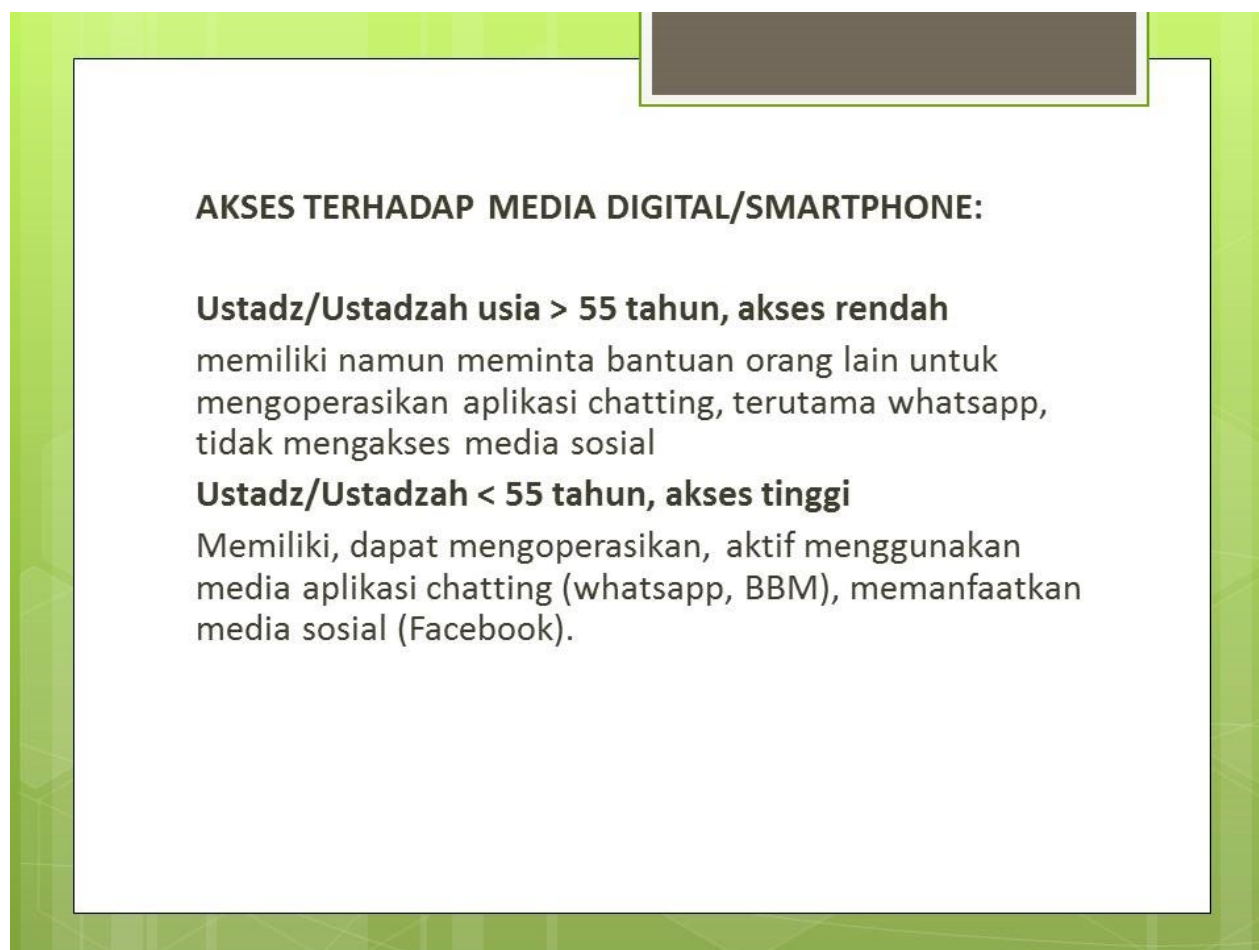 AKSES TERHADAP MEDIA DIGITAL/SMARTPHONE:
Ustadz/Ustadzah usia > 55 tahun, akses rendah
memiliki namun meminta bantuan orang lain untuk
mengoperasikan aplikasi chatting, terutama whatsapp,
tidak mengakses media sosial
Ustadz/Ustadzah < 55 tahun, akses tinggi
Memiliki, dapat mengoperasikan, aktif menggunakan
media aplikasi chatting (whatsapp, BBM), memanfaatkan
media sosial (Facebook).